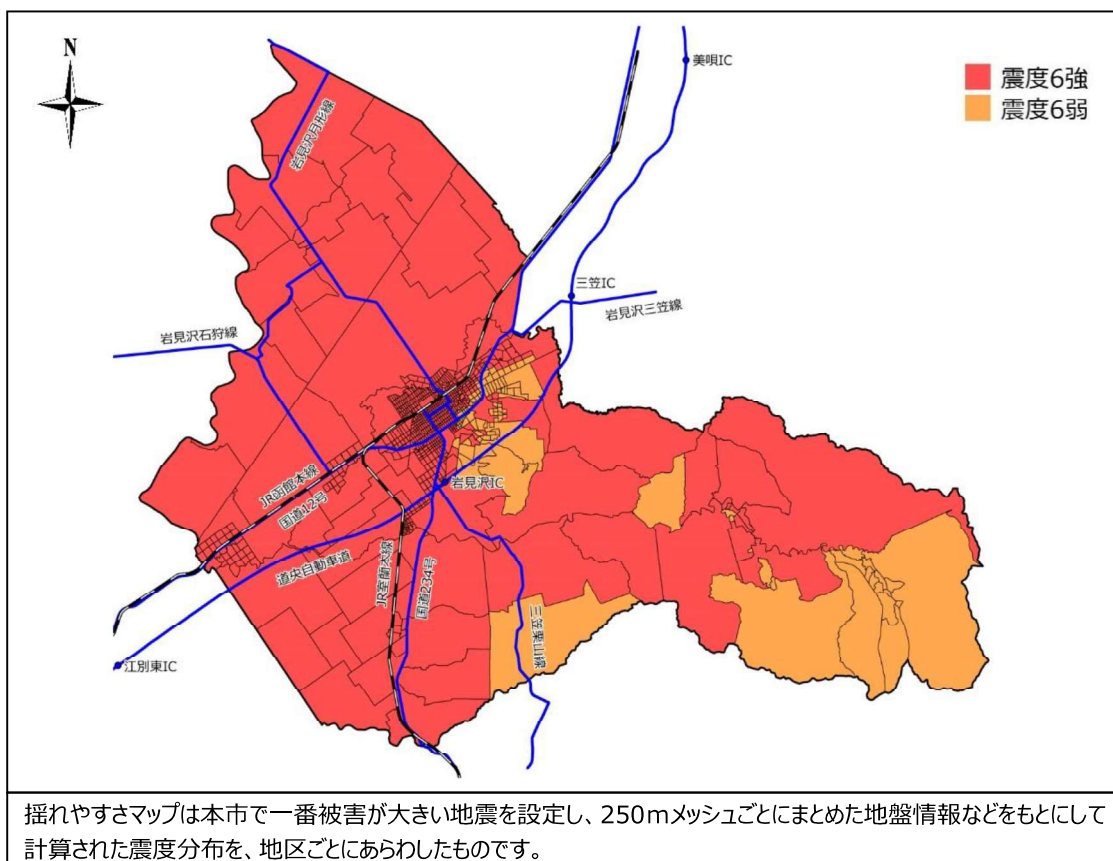 N
美唄IC
震度6強
震度6弱
岩見沢月形線
三笠IC
岩見沢三笠線
岩見沢石狩線
JR函館本線
国道12号
岩見沢IC
道央自動車道
JR室蘭本線
国道234号
三笠栗山線
江別東IC
揺れやすさマップは本市で一番被害が大きい地震を設定し、250mメッシュごとにまとめた地盤情報などをもとにして
計算された震度分布を、地区ごとにあらわしたものです。